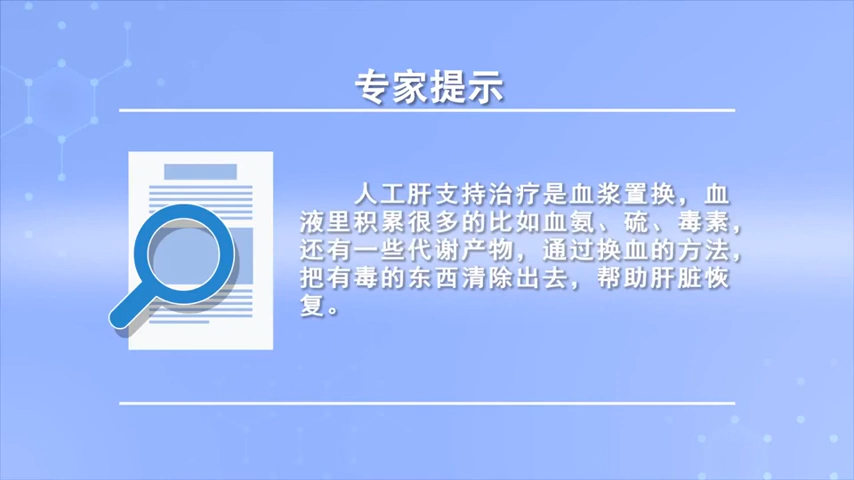 专家提示
人工肝支持治疗是血浆置换，血
液里积累很多的比如血氨、硫、毒素，
还有一些代谢产物，通过换血的方法，
把有毒的东西清除出去，帮助肝脏恢
复。